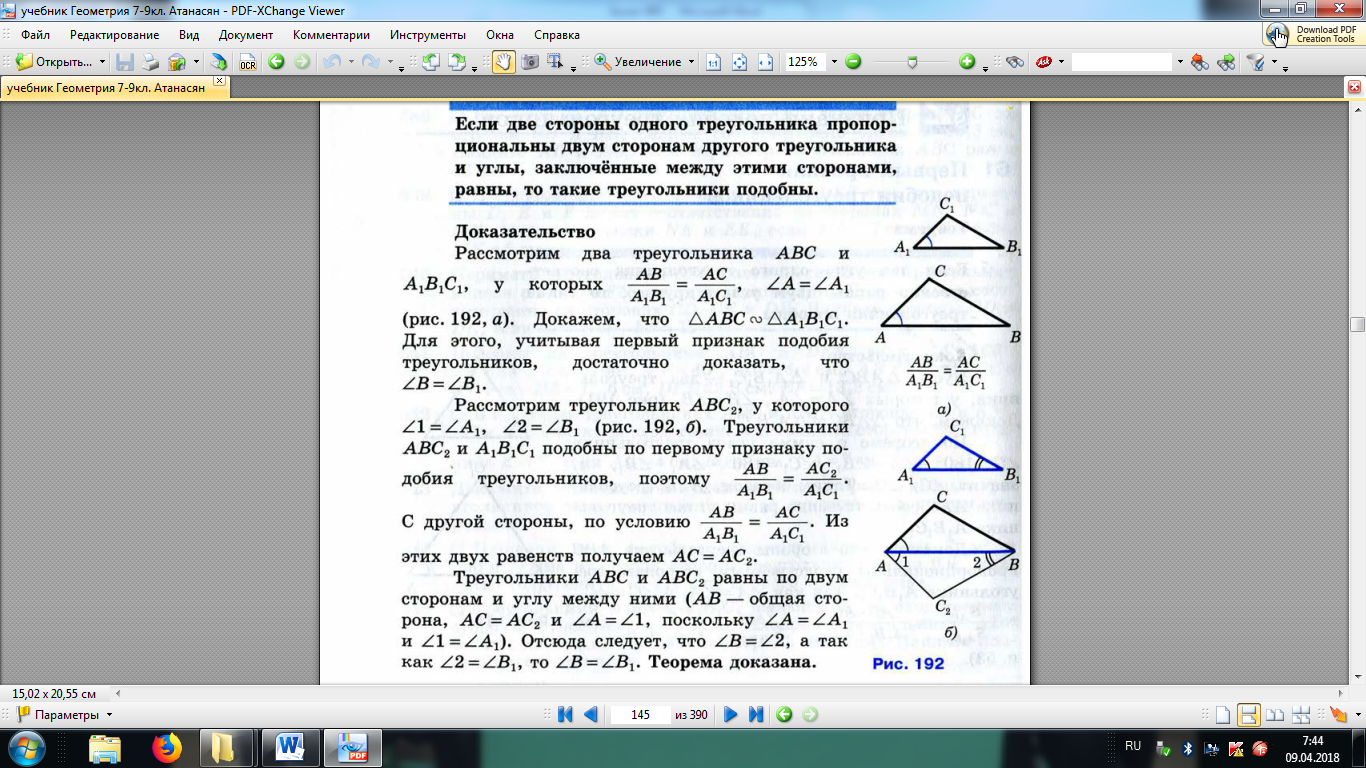 учебник Геометрия 7-9кл. Атанасян - PDF-XChange Viewer
Файл Редактирование Вид Документ Комментарии Инструменты Окна Справка
Download PDF
Creation Tools
Открыть... OCR Увеличение 125% Ask
учебник Геометрия 7-9кл. Атанасян
Если две стороны одного треугольника пропор-
циональны двум сторонам другого треугольника
и углы, заключённые между этими сторонами,
равны, то такие треугольники подобны.
Доказательство
Рассмотрим два треугольника ABC и
A₁B₁C₁, у которых AB/A₁B₁ = AC/A₁C₁, ∠A = ∠A₁
(рис. 192, а). Докажем, что △ABC ∾ △A₁B₁C₁.
Для этого, учитывая первый признак подобия
треугольников, достаточно доказать, что
∠B = ∠B₁.
Рассмотрим треугольник ABC₂, у которого
∠1 = ∠A₁, ∠2 = ∠B₁ (рис. 192, б). Треугольники
ABC₂ и A₁B₁C₁ подобны по первому признаку по-
добия треугольников, поэтому AB/A₁B₁ = AC₂/A₁C₁.
С другой стороны, по условию AB/A₁B₁ = AC/A₁C₁. Из
этих двух равенств получаем AC = AC₂.
Треугольники ABC и ABC₂ равны по двум
сторонам и углу между ними (AB — общая сто-
рона, AC = AC₂ и ∠A = ∠1, поскольку ∠A = ∠A₁
и ∠1 = ∠A₁). Отсюда следует, что ∠B = ∠2, а так
как ∠2 = ∠B₁, то ∠B = ∠B₁. Теорема доказана.
C₁
A₁ B₁
C
A B
AB/A₁B₁ = AC/A₁C₁
а)
C₁
A₁ B₁
C
A 1 2 B
C₂
б)
Рис. 192
15,02 x 20,55 см
Параметры 145 из 390
RU 7:44
09.04.2018